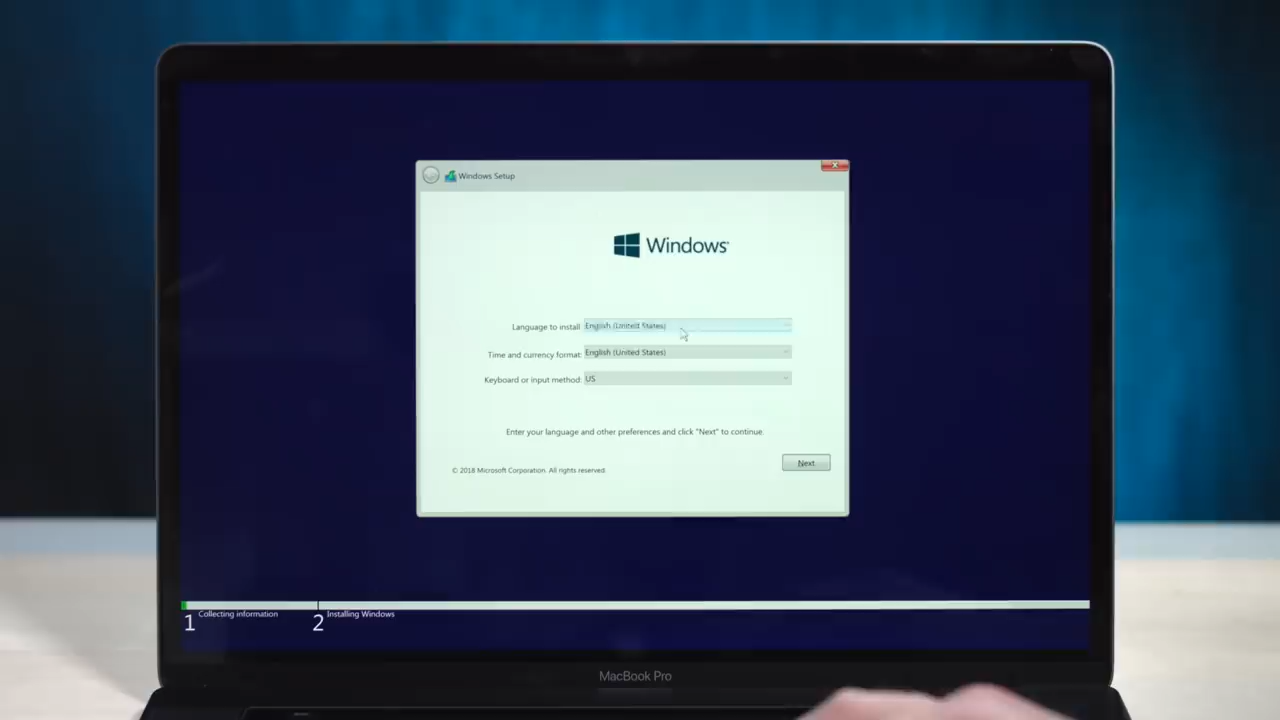 Windows Setup
Windows
Language to install English (United States)
Time and currency format: English (United States)
Keyboard or input method: US
Enter your language and other preferences and click "Next" to continue.
© 2018 Microsoft Corporation. All rights reserved.
Next
1 Collecting information
2 Installing Windows
MacBook Pro